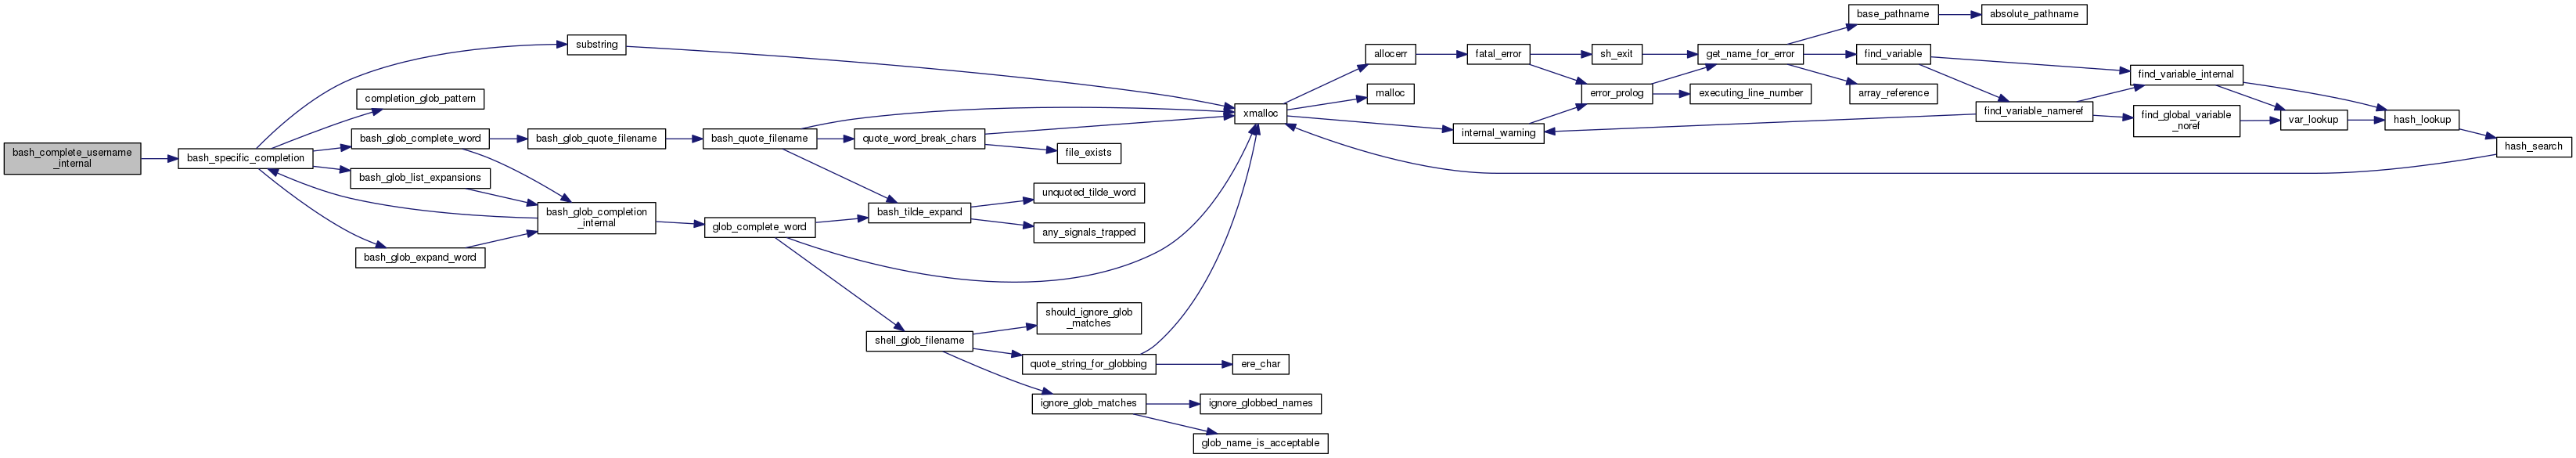 bash_complete_username
_internal
bash_specific_completion
substring
completion_glob_pattern
bash_glob_complete_word
bash_glob_list_expansions
bash_glob_expand_word
bash_glob_quote_filename
bash_glob_completion
_internal
bash_quote_filename
glob_complete_word
quote_word_break_chars
bash_tilde_expand
shell_glob_filename
file_exists
unquoted_tilde_word
any_signals_trapped
should_ignore_glob
_matches
quote_string_for_globbing
ignore_glob_matches
xmalloc
ere_char
ignore_globbed_names
glob_name_is_acceptable
allocerr
malloc
internal_warning
fatal_error
sh_exit
error_prolog
get_name_for_error
executing_line_number
base_pathname
find_variable
array_reference
absolute_pathname
find_variable_nameref
find_variable_internal
find_global_variable
_noref
var_lookup
hash_lookup
hash_search